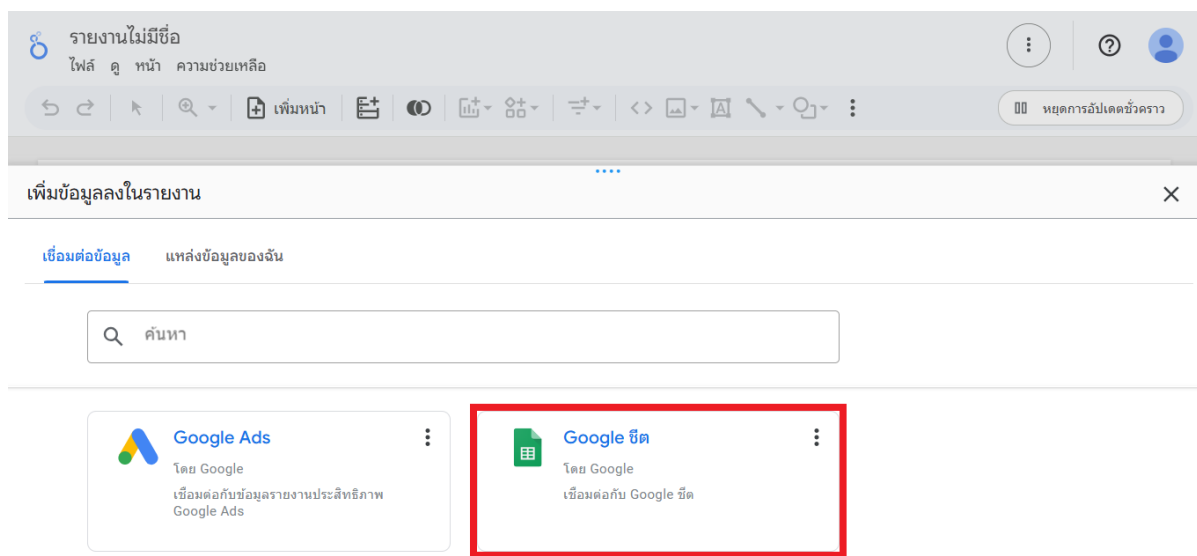 รายงานไม่มีชื่อ
ไฟล์ ดู หน้า ความช่วยเหลือ
เพิ่มหน้า
หยุดการอัปเดตชั่วคราว
เพิ่มข้อมูลลงในรายงาน
เชื่อมต่อข้อมูล แหล่งข้อมูลของฉัน
ค้นหา
Google Ads
โดย Google
เชื่อมต่อกับข้อมูลรายงานประสิทธิภาพ
Google Ads
Google ชีต
โดย Google
เชื่อมต่อกับ Google ชีต